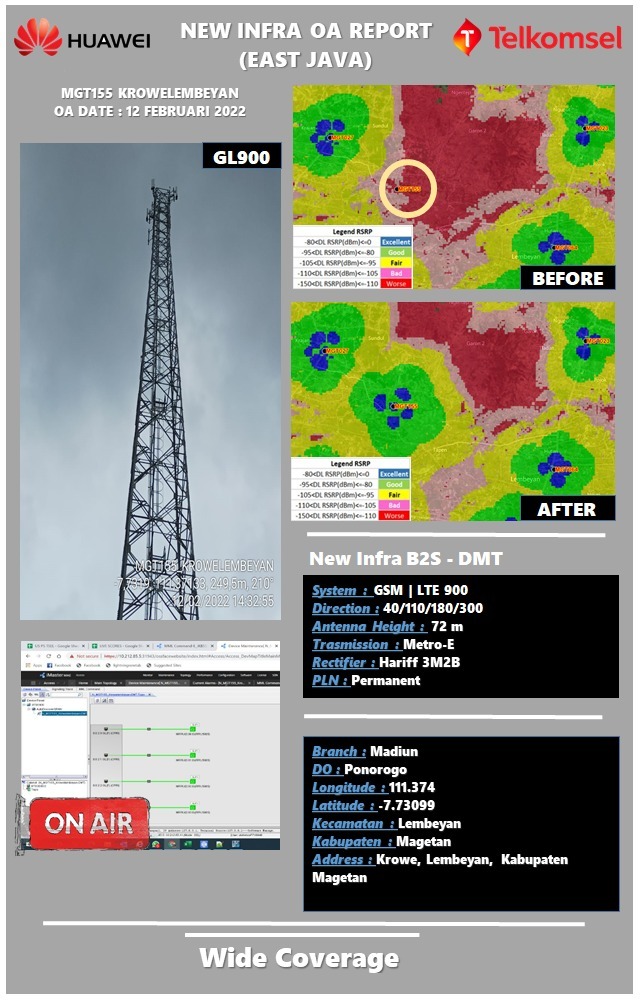 HUAWEI
NEW INFRA OA REPORT
(EAST JAVA)
Telkomsel
MGT155 KROWELEMBEYAN
OA DATE : 12 FEBRUARI 2022
GL900
MGT155_KROWELEMBEYAN
12/02/2022 14:32:55
MGT155
Lembeyan
Legend RSRP
-80<DL RSRP(dBm)<=0 Excellent
-95<DL RSRP(dBm)<=-80 Good
-105<DL RSRP(dBm)<=-95 Fair
-110<DL RSRP(dBm)<=-105 Bad
-150<DL RSRP(dBm)<=-110 Worse
BEFORE
MGT155
Lembeyan
Legend RSRP
-80<DL RSRP(dBm)<=0 Excellent
-95<DL RSRP(dBm)<=-80 Good
-105<DL RSRP(dBm)<=-95 Fair
-110<DL RSRP(dBm)<=-105 Bad
-150<DL RSRP(dBm)<=-110 Worse
AFTER
New Infra B2S - DMT
System : GSM | LTE 900
Direction : 40/110/180/300
Antenna Height : 72 m
Trasmission : Metro-E
Rectifier : Hariff 3M2B
PLN : Permanent
Not secure
ON AIR
Branch : Madiun
DO : Ponorogo
Longitude : 111.374
Latitude : -7.73099
Kecamatan : Lembeyan
Kabupaten : Magetan
Address : Krowe, Lembeyan, Kabupaten
Magetan
Wide Coverage